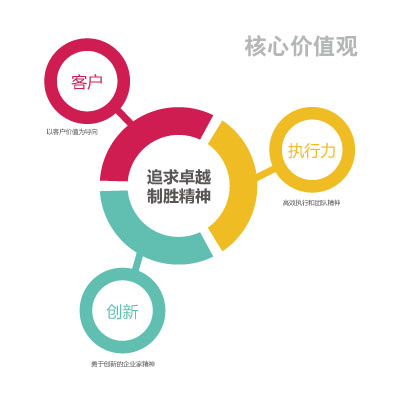 核心价值观
客户
以客户价值为导向
执行力
高效执行和团队精神
追求卓越
制胜精神
创新
勇于创新的企业家精神